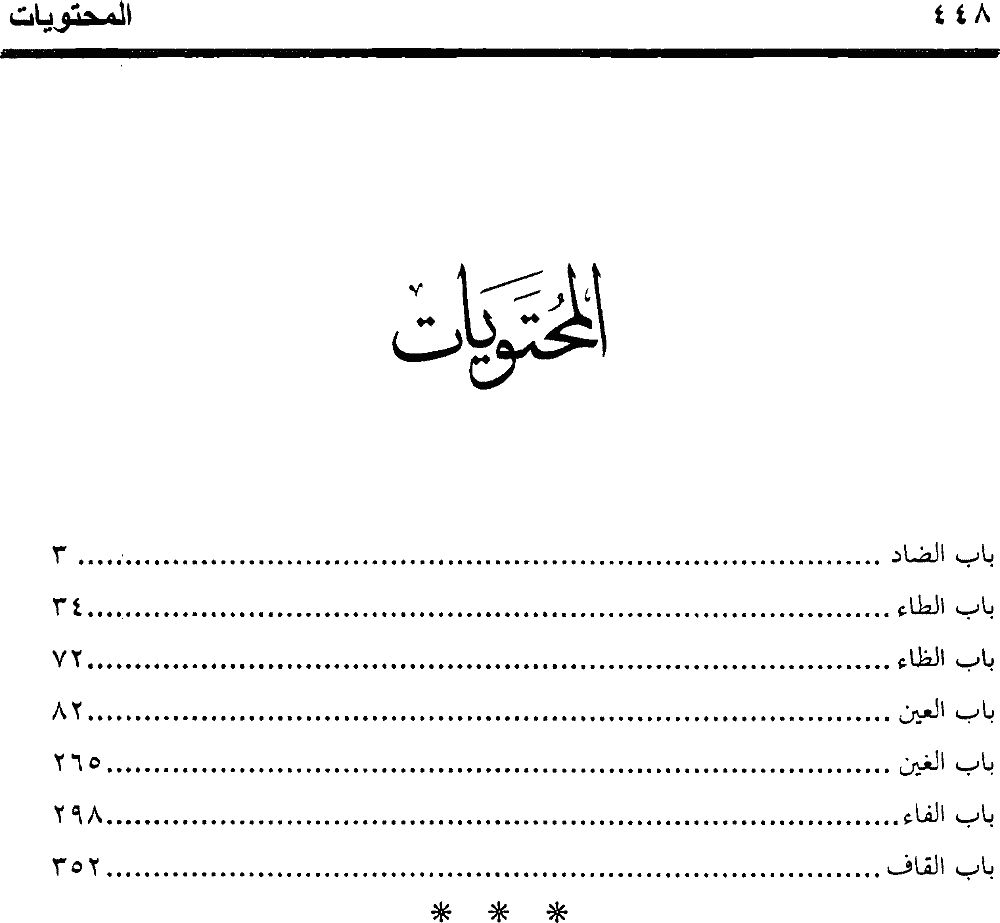 ٤٤٨ المحتويات
المُحْتَوَيَات
باب الضاد ........................................ ٣
باب الطاء ........................................ ٣٤
باب الظاء ........................................ ٧٢
باب العين ........................................ ٨٢
باب الغين ........................................ ٢٦٥
باب الفاء ........................................ ٢٩٨
باب القاف ........................................ ٣٥٢
* * *